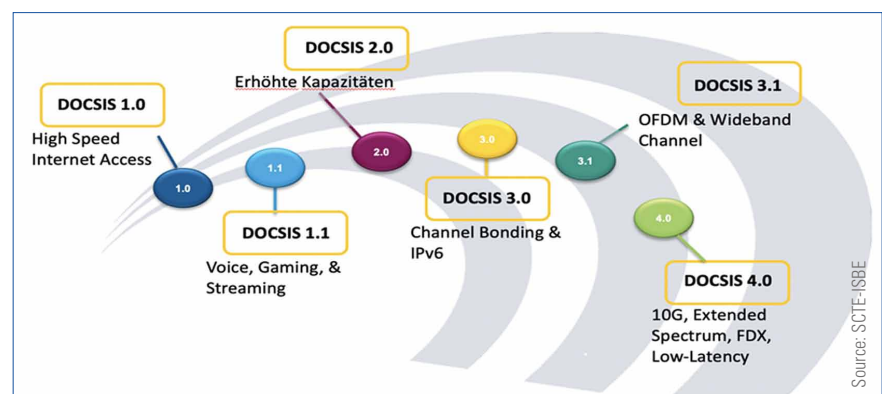 DOCSIS 1.0
High Speed
Internet Access
1.0
1.1
DOCSIS 1.1
Voice, Gaming, &
Streaming
DOCSIS 2.0
Erhöhte Kapazitäten
2.0
3.0
DOCSIS 3.0
Channel Bonding &
IPv6
DOCSIS 3.1
OFDM & Wideband
Channel
3.1
4.0
DOCSIS 4.0
10G, Extended
Spectrum, FDX,
Low-Latency
Source: SCTE-ISBE